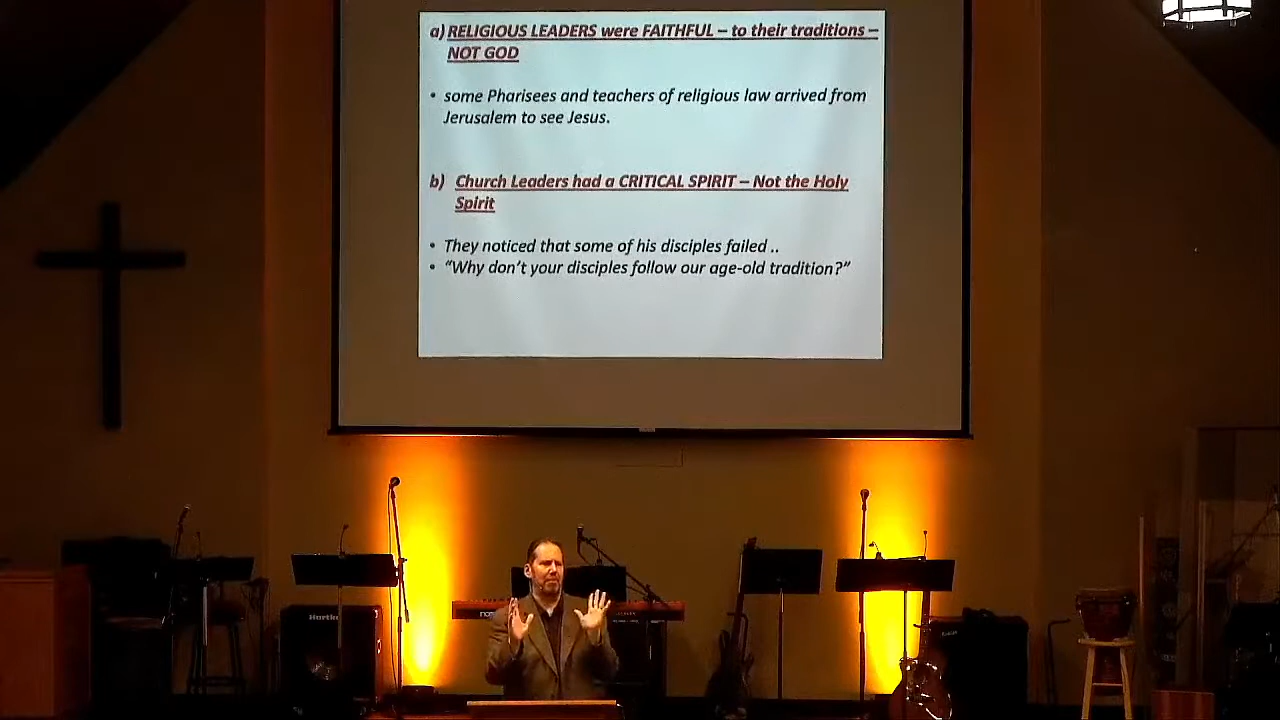 a) RELIGIOUS LEADERS were FAITHFUL – to their traditions –
NOT GOD
• some Pharisees and teachers of religious law arrived from
Jerusalem to see Jesus.
b) Church Leaders had a CRITICAL SPIRIT – Not the Holy
Spirit
• They noticed that some of his disciples failed ..
• “Why don’t your disciples follow our age-old tradition?”